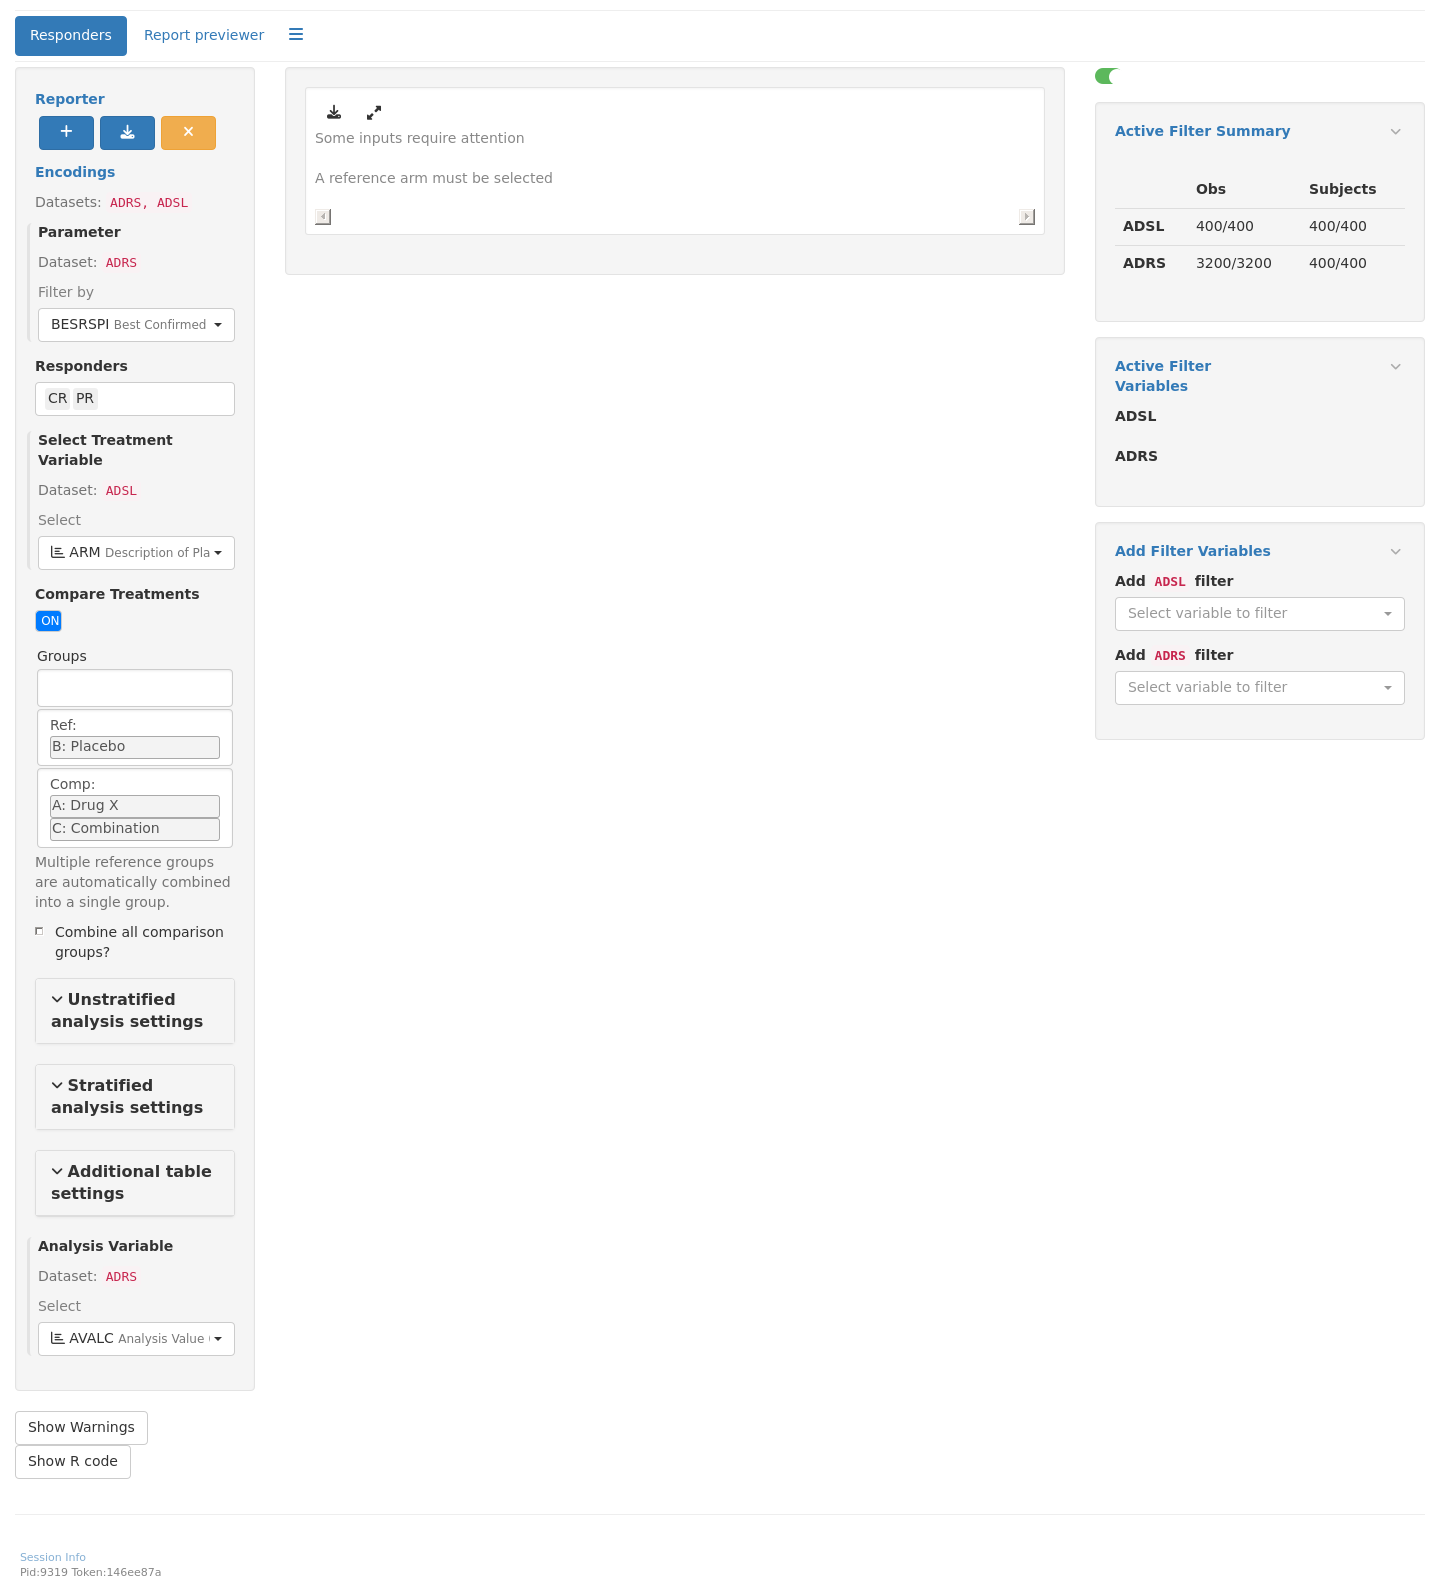 Responders
Report previewer
Reporter
Encodings
Datasets: ADRS, ADSL
Parameter
Dataset: ADRS
Filter by
BESRSPI Best Confirmed
Responders
CR PR
Select Treatment
Variable
Dataset: ADSL
Select
ARM Description of Pla
Compare Treatments
ON
Groups
Ref:
B: Placebo
Comp:
A: Drug X
C: Combination
Multiple reference groups
are automatically combined
into a single group.
Combine all comparison
groups?
Unstratified
analysis settings
Stratified
analysis settings
Additional table
settings
Analysis Variable
Dataset: ADRS
Select
AVALC Analysis Value
Show Warnings
Show R code
Some inputs require attention
A reference arm must be selected
Active Filter Summary
Obs Subjects
ADSL 400/400 400/400
ADRS 3200/3200 400/400
Active Filter
Variables
ADSL
ADRS
Add Filter Variables
Add ADSL filter
Select variable to filter
Add ADRS filter
Select variable to filter
Session Info
Pid:9319 Token:146ee87a